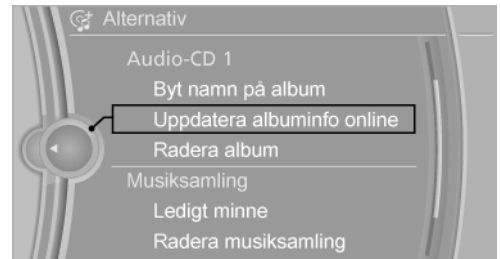 Alternativ
Audio-CD 1
Byt namn på album
Uppdatera albuminfo online
Radera album
Musiksamling
Ledigt minne
Radera musiksamling